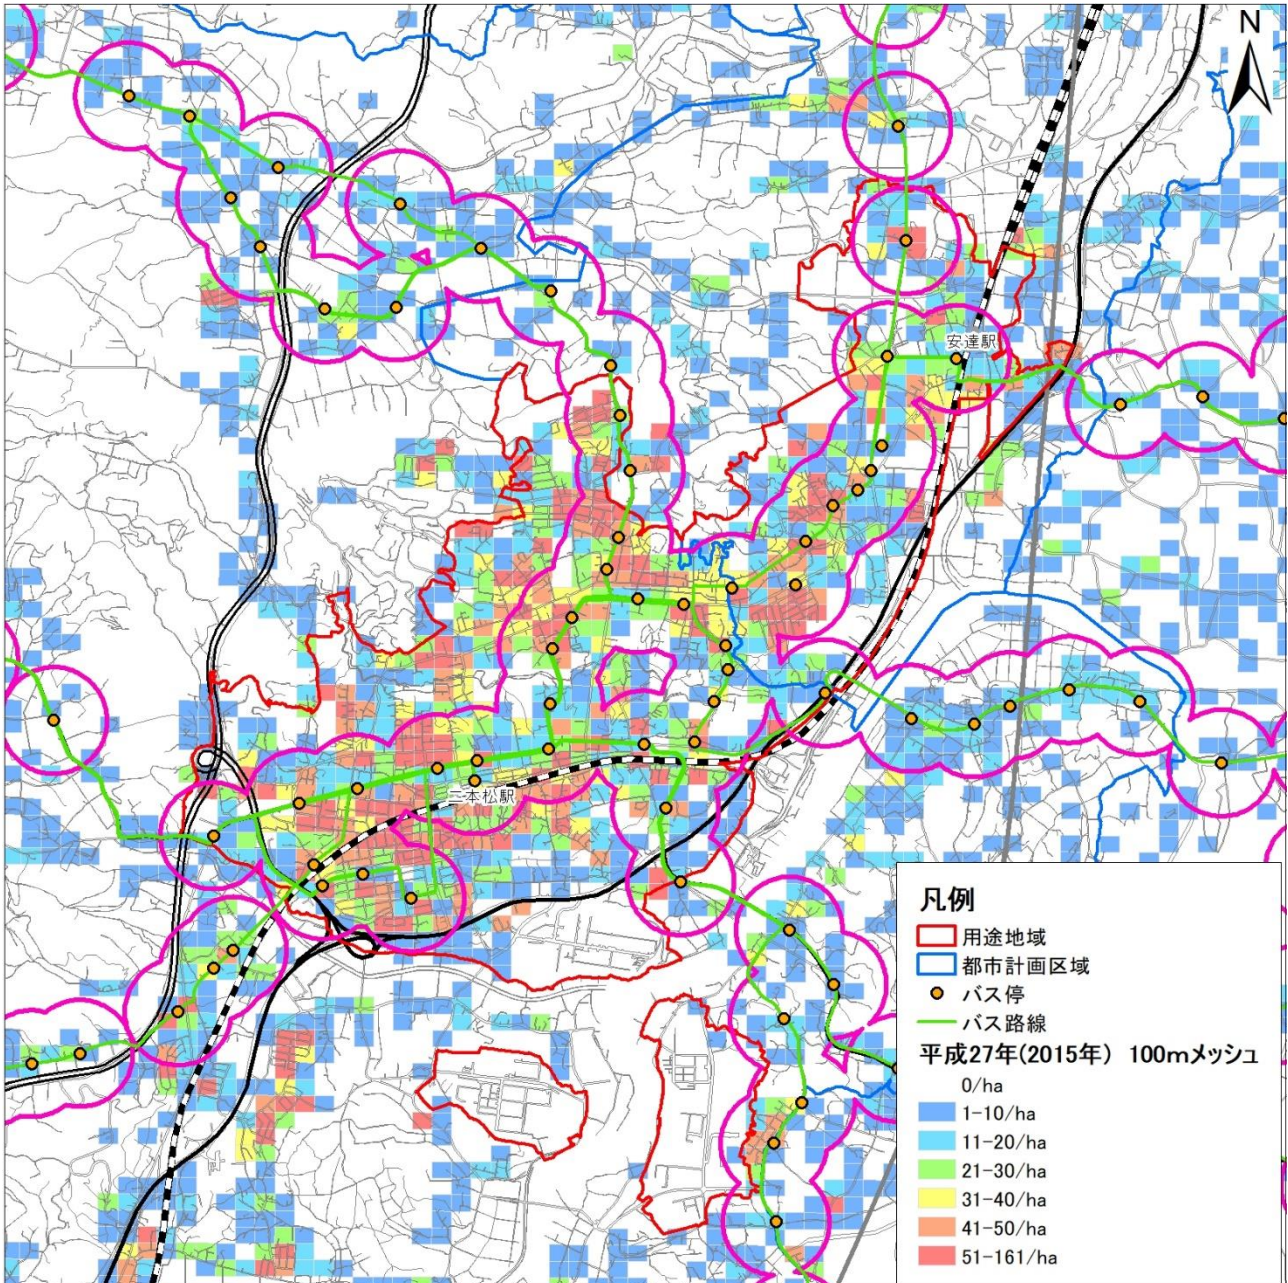 N
安達駅
二本松駅
凡例
用途地域
都市計画区域
バス停
バス路線
平成27年(2015年) 100mメッシュ
0/ha
1-10/ha
11-20/ha
21-30/ha
31-40/ha
41-50/ha
51-161/ha